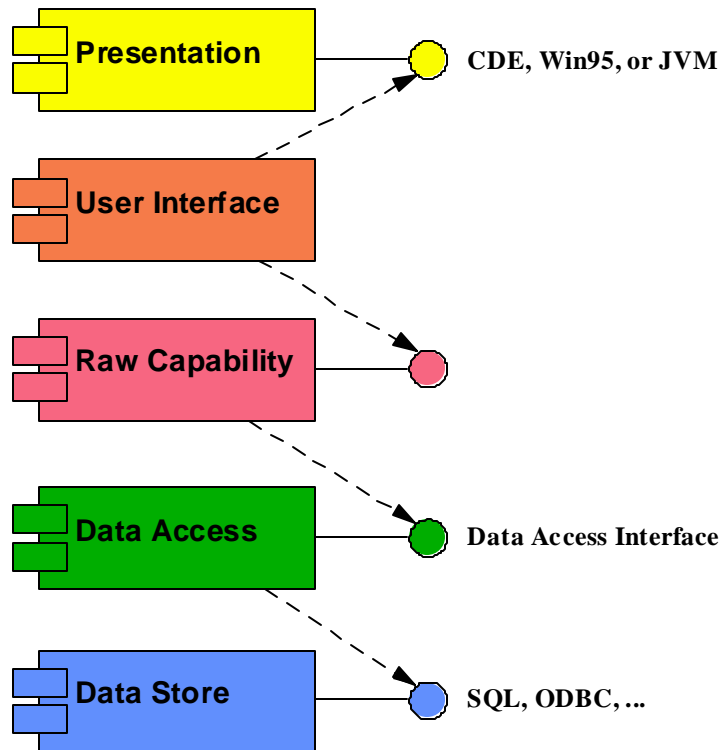 Presentation
CDE, Win95, or JVM
User Interface
Raw Capability
Data Access
Data Access Interface
Data Store
SQL, ODBC, ...